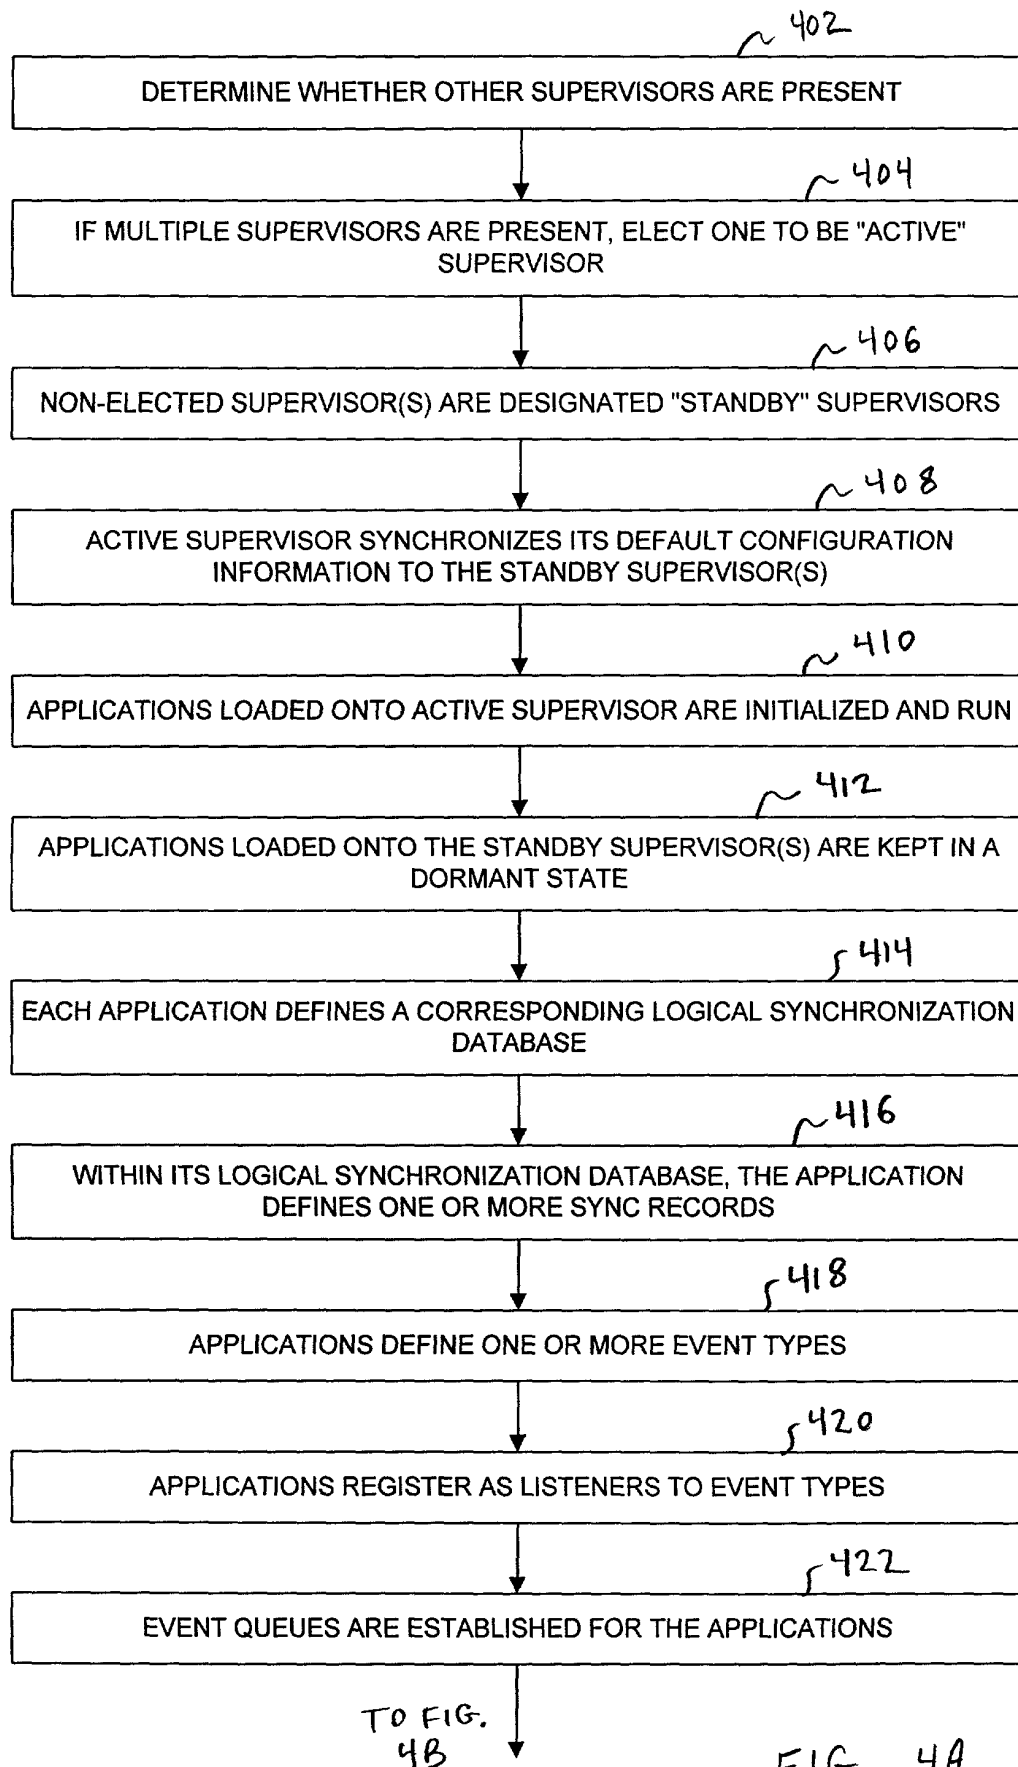 402
DETERMINE WHETHER OTHER SUPERVISORS ARE PRESENT
404
IF MULTIPLE SUPERVISORS ARE PRESENT, ELECT ONE TO BE "ACTIVE"
SUPERVISOR
406
NON-ELECTED SUPERVISOR(S) ARE DESIGNATED "STANDBY" SUPERVISORS
408
ACTIVE SUPERVISOR SYNCHRONIZES ITS DEFAULT CONFIGURATION
INFORMATION TO THE STANDBY SUPERVISOR(S)
410
APPLICATIONS LOADED ONTO ACTIVE SUPERVISOR ARE INITIALIZED AND RUN
412
APPLICATIONS LOADED ONTO THE STANDBY SUPERVISOR(S) ARE KEPT IN A
DORMANT STATE
414
EACH APPLICATION DEFINES A CORRESPONDING LOGICAL SYNCHRONIZATION
DATABASE
416
WITHIN ITS LOGICAL SYNCHRONIZATION DATABASE, THE APPLICATION
DEFINES ONE OR MORE SYNC RECORDS
418
APPLICATIONS DEFINE ONE OR MORE EVENT TYPES
420
APPLICATIONS REGISTER AS LISTENERS TO EVENT TYPES
422
EVENT QUEUES ARE ESTABLISHED FOR THE APPLICATIONS
TO FIG.
4B
FIG 4A